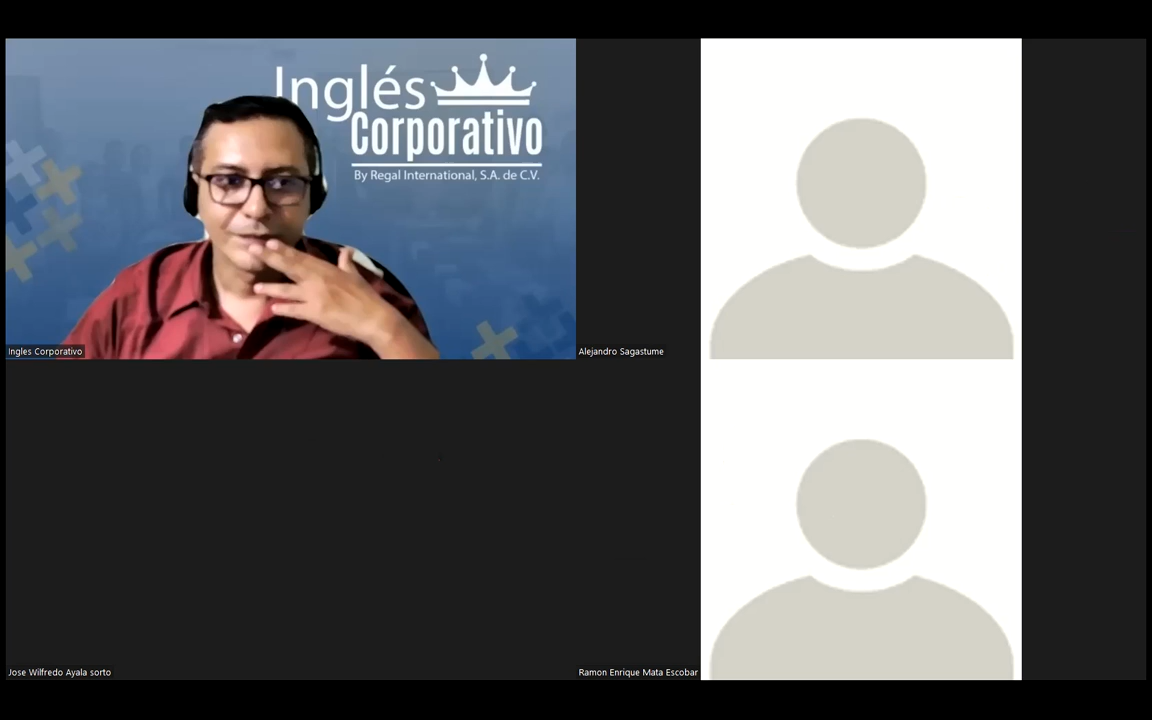 Inglés
Corporativo
By Regal International, S.A. de C.V.
Ingles Corporativo
Alejandro Sagastume
Jose Wilfredo Ayala sorto
Ramon Enrique Mata Escobar